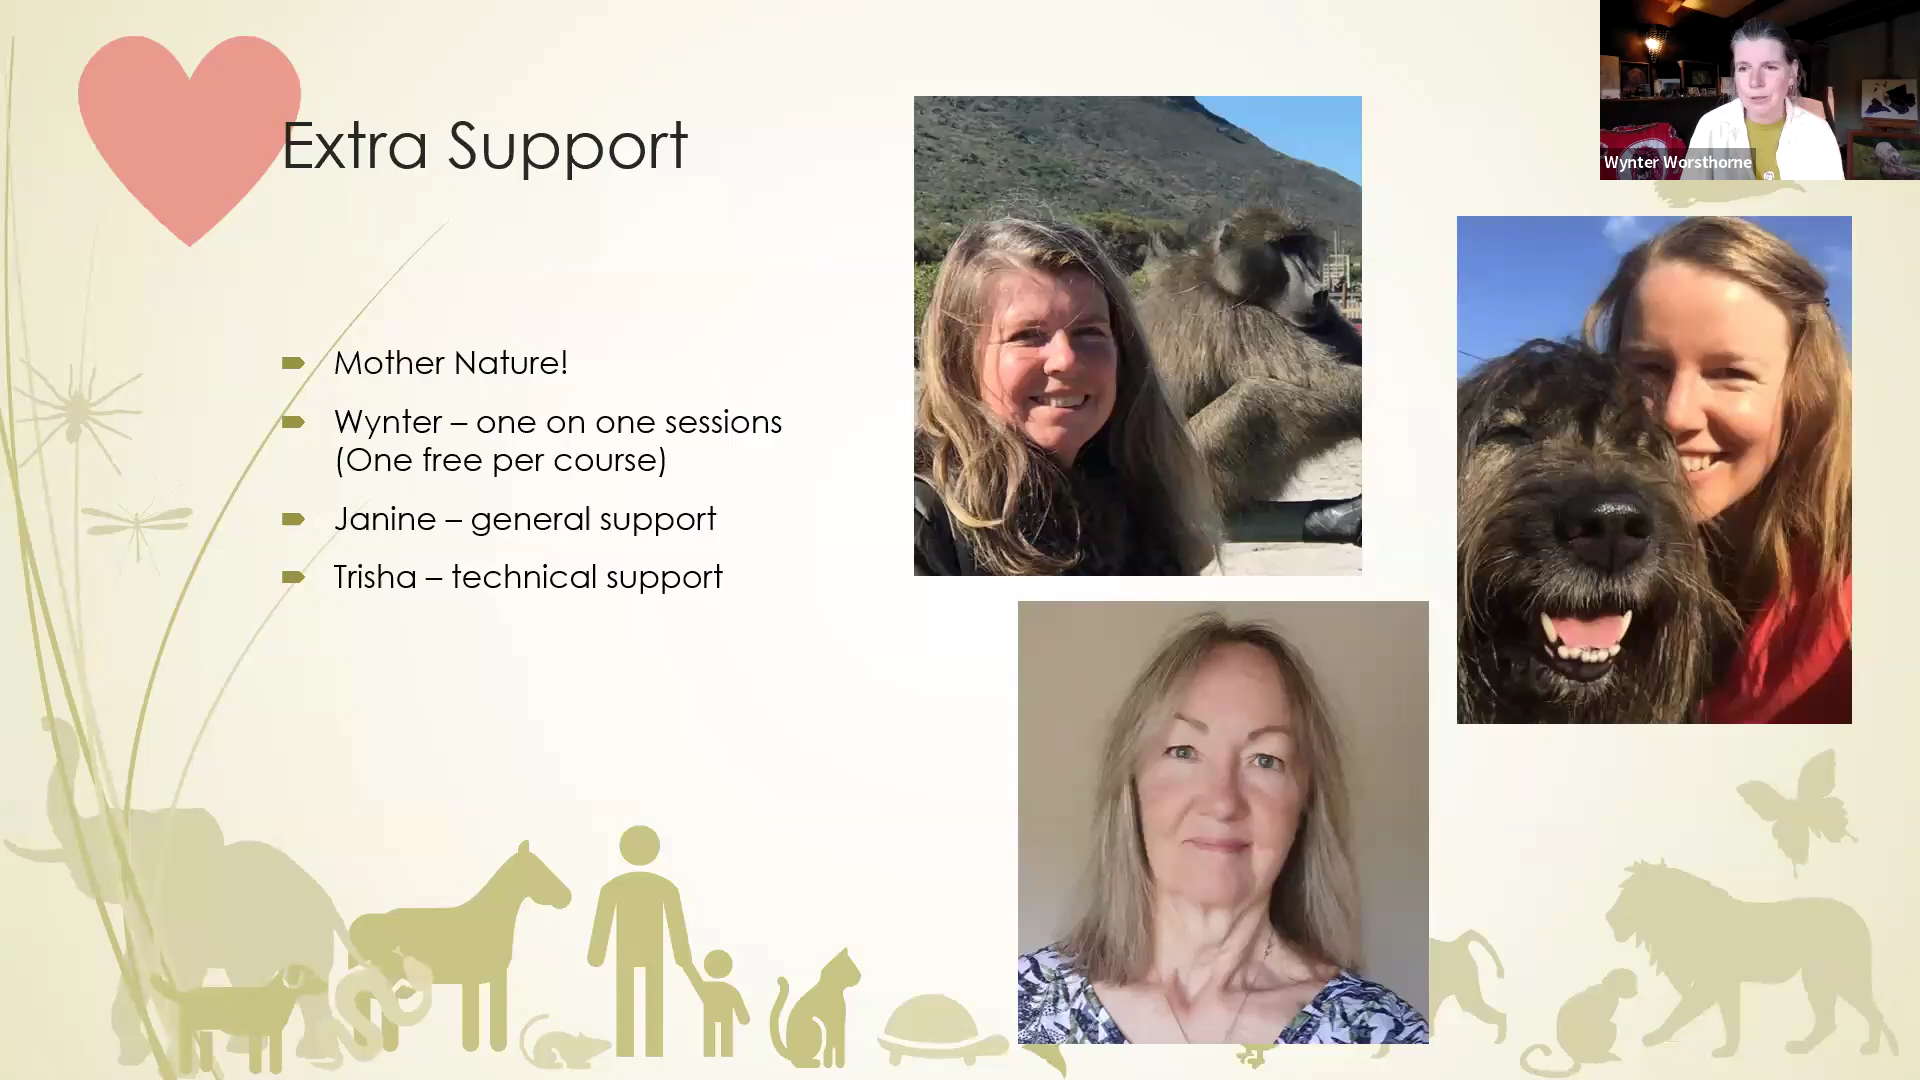 Extra Support
Mother Nature!
Wynter – one on one sessions
(One free per course)
Janine – general support
Trisha – technical support
Wynter Worsthorne